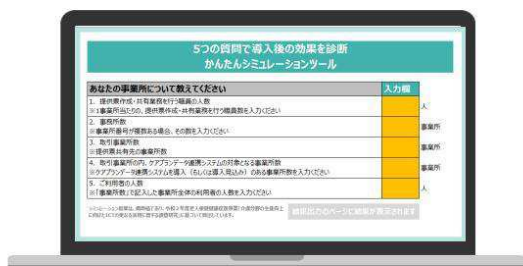 5つの質問で導入後の効果を診断
かんたんシミュレーションツール
あなたの事業所について教えてください 入力欄
1. 提供票作成・共有業務を行う職員の人数
※1事業所当たりの、提供票作成・共有業務を行う職員数を入力ください 人
2. 事務所数
※事業所番号が複数ある場合、その数を入力ください 事業所
3. 取引事業所数
※提供票共有先の事業所数 事業所
4. 取引事業所の内、ケアプランデータ連携システムの対象となる事業所数
※ケアプランデータ連携システムを導入(もしくは導入見込み)のある事業所数を入力ください 事業所
5. ご利用者の人数
※「事業所数」で記入した事業所全体の利用者の人数を入力ください 人
結果出力のページに結果が表示されます